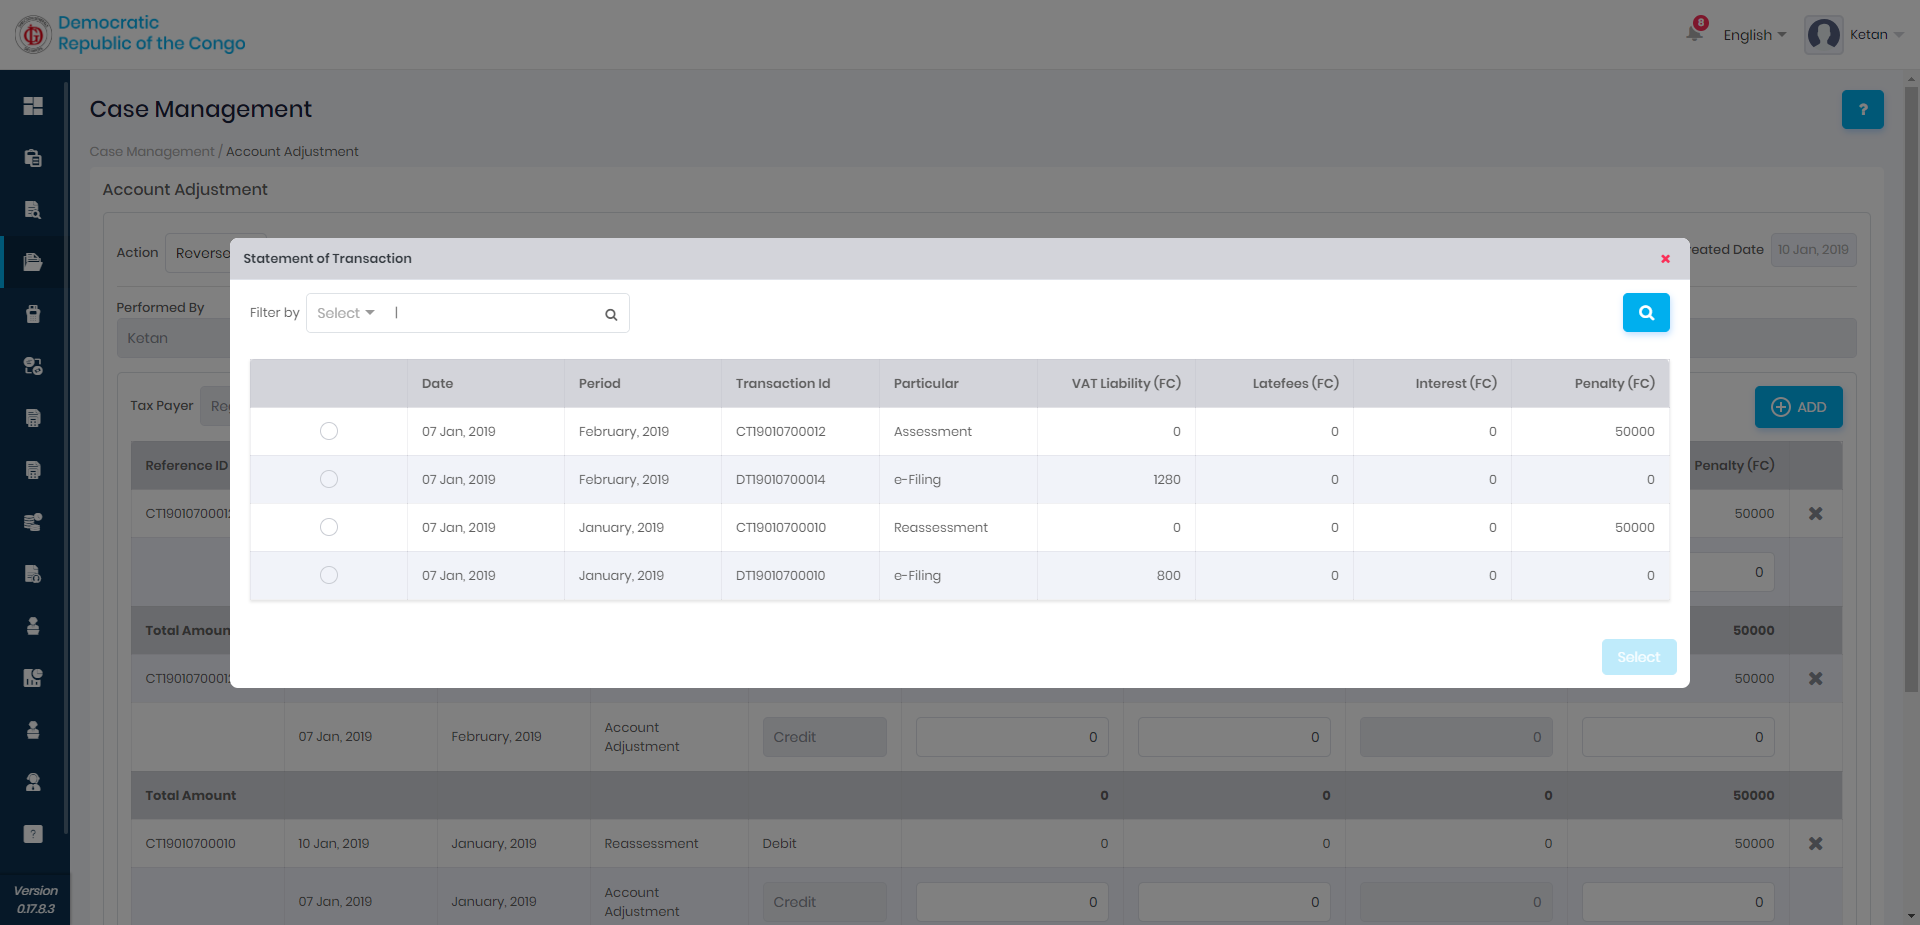 Democratic
Republic of the Congo
8
English
Ketan
Case Management
?
Case Management / Account Adjustment
Account Adjustment
Action Reverse
eated Date 10 Jan, 2019
Performed By
Ketan
Statement of Transaction
Filter by Select
Date Period Transaction Id Particular VAT Liability (FC) Latefees (FC) Interest (FC) Penalty (FC)
07 Jan, 2019 February, 2019 CT19010700012 Assessment 0 0 0 50000
07 Jan, 2019 February, 2019 DT19010700014 e-Filing 1280 0 0 0
07 Jan, 2019 January, 2019 CT19010700010 Reassessment 0 0 0 50000
07 Jan, 2019 January, 2019 DT19010700010 e-Filing 800 0 0 0
Select
Tax Payer
ADD
Reference ID Penalty (FC)
50000
0
Total Amoun 50000
50000
07 Jan, 2019 February, 2019 Account Adjustment Credit 0 0 0 0
Total Amount 0 0 0 50000
CT19010700010 10 Jan, 2019 January, 2019 Reassessment Debit 0 0 0 50000
07 Jan, 2019 January, 2019 Account Adjustment Credit 0 0 0 0
Version
0.17.8.3